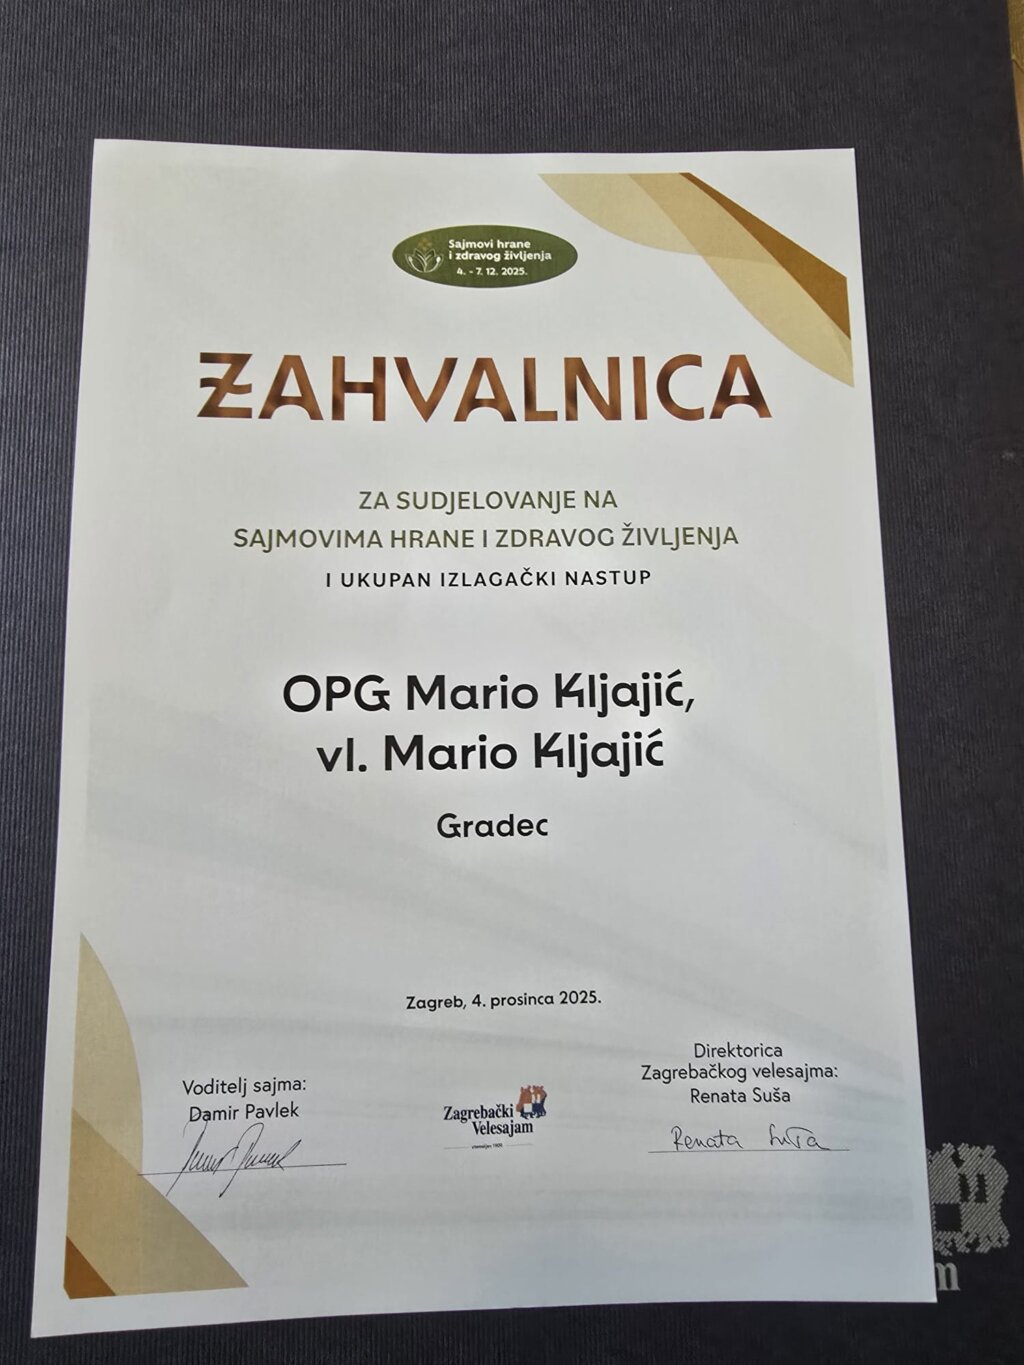 Sajmovi hrane
i zdravog življenja
4. - 7. 12. 2025.
ZAHVALNICA
ZA SUDJELOVANJE NA
SAJMOVIMA HRANE I ZDRAVOG ŽIVLJENJA
I UKUPAN IZLAGAČKI NASTUP
OPG Mario Kljajić,
vl. Mario Kljajić
Gradec
Zagreb, 4. prosinca 2025.
Voditelj sajma:
Damir Pavlek
Direktorica
Zagrebačkog velesajma:
Renata Suša
Zagrebački
Velesajam
Renata Suša
m